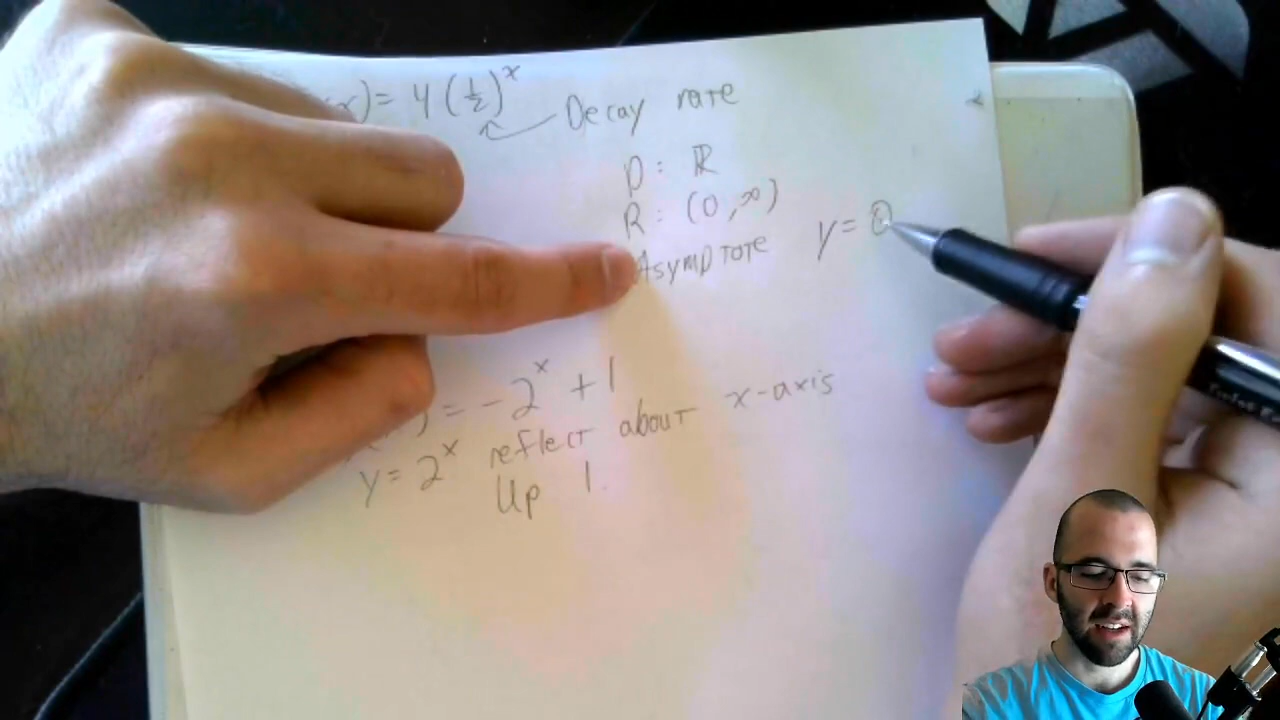 x) = 4 (1/2)^x
Decay rate
D: ℝ
R: (0, ∞)
Asymptote y = 0
) = -2^x + 1
y = 2^x reflect about x-axis
Up 1.